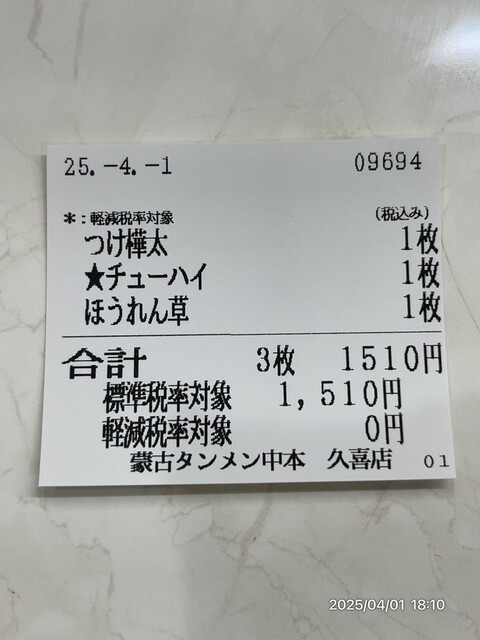 25.-4.-1 09694
*:軽減税率対象 (税込み)
つけ樺太 1枚
★チューハイ 1枚
ほうれん草 1枚
合計 3枚 1510円
標準税率対象 1,510円
軽減税率対象 0円
蒙古タンメン中本 久喜店 01
2025/04/01 18:10